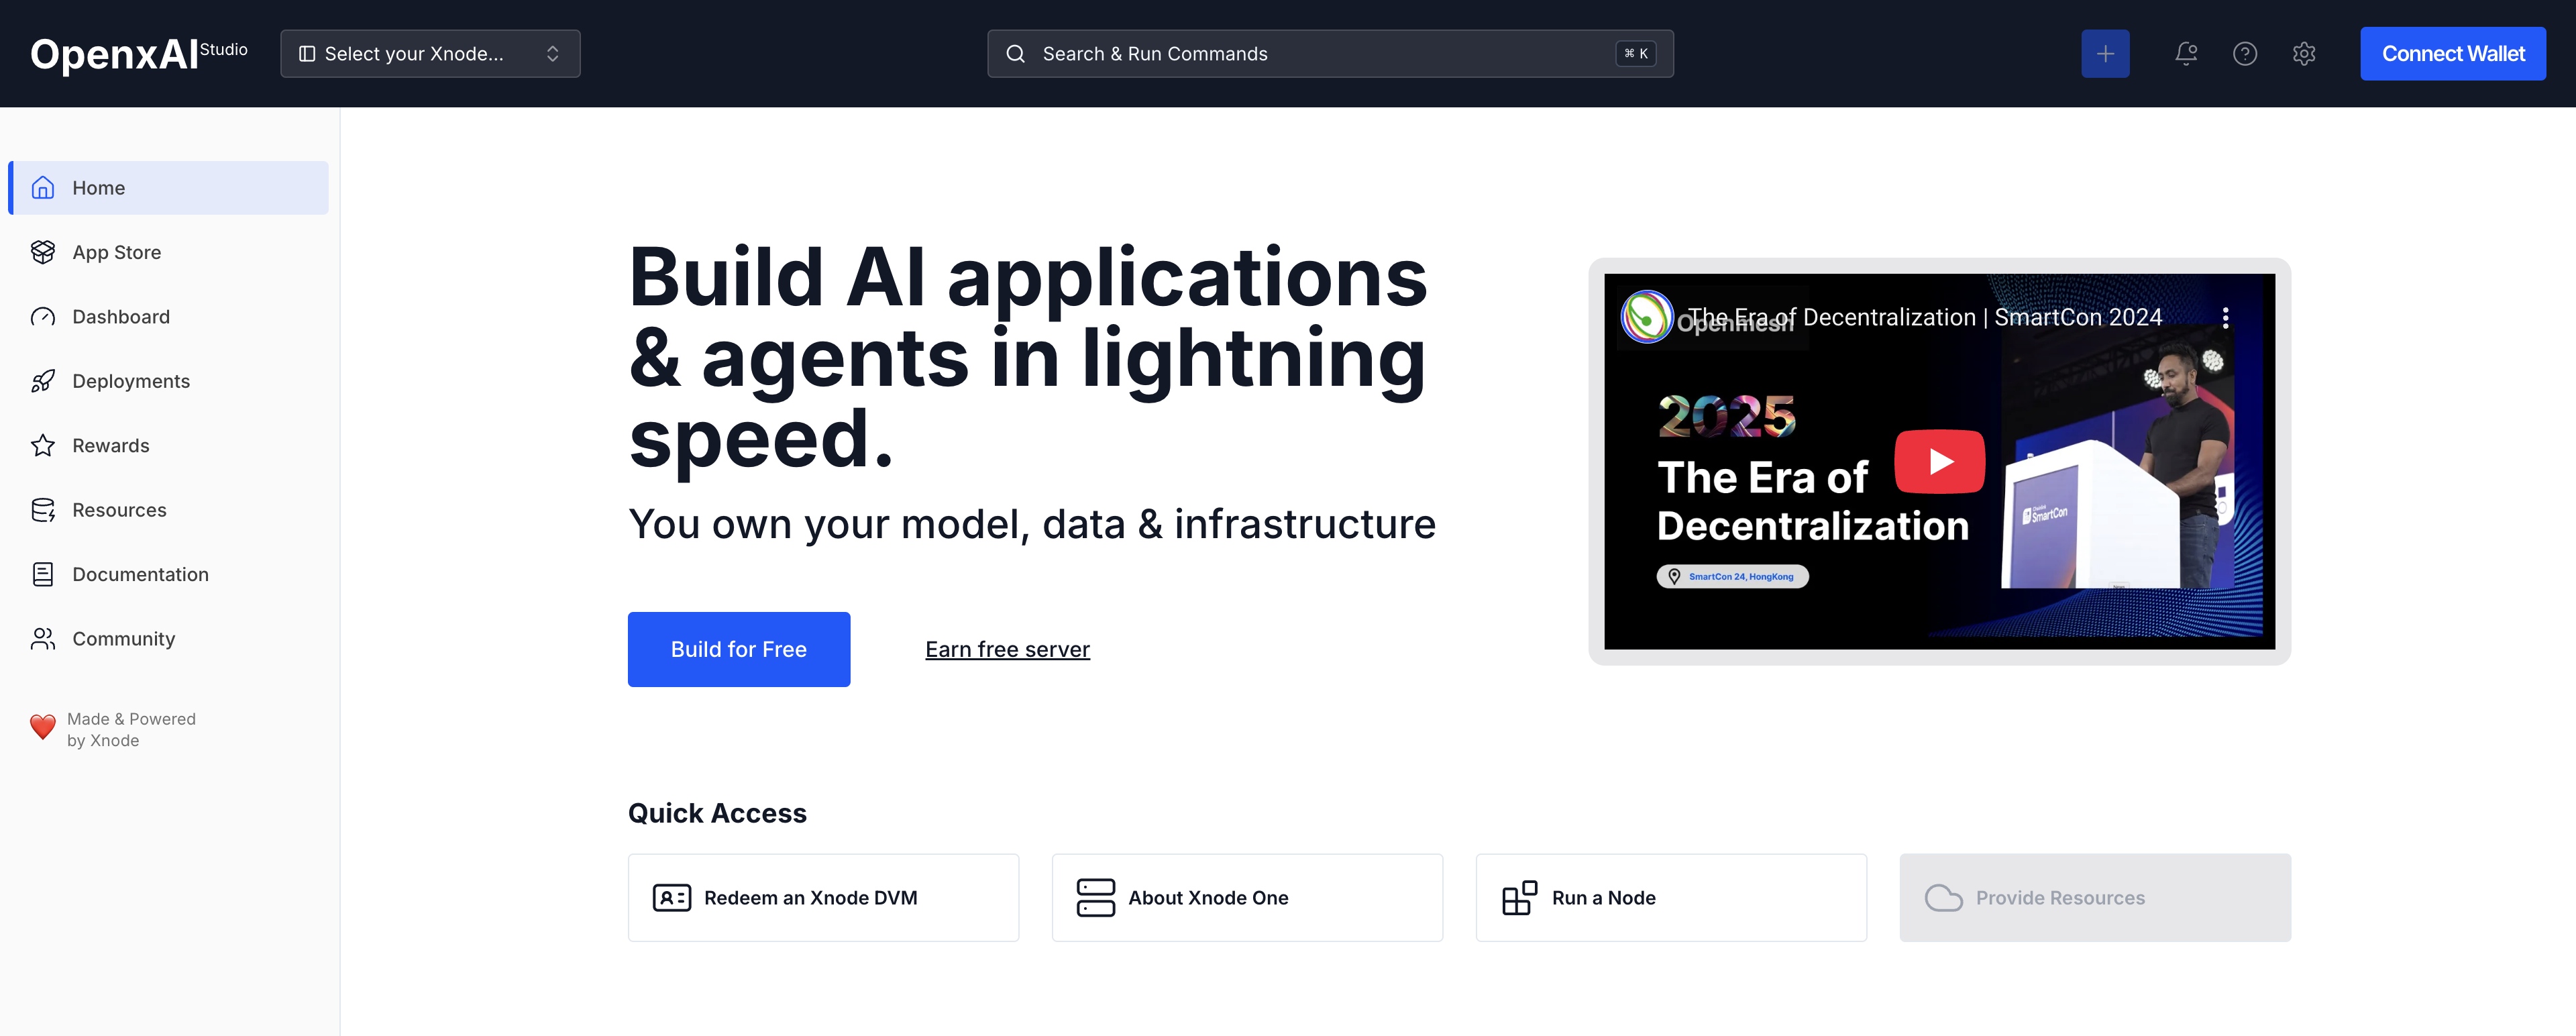 OpenxAI Studio
Select your Xnode...
Search & Run Commands
⌘ K
Connect Wallet
Home
App Store
Dashboard
Deployments
Rewards
Resources
Documentation
Community
Made & Powered
by Xnode
Build AI applications
& agents in lightning
speed.
You own your model, data & infrastructure
Build for Free
Earn free server
The Era of Decentralization | SmartCon 2024
Openmesh
2025
The Era of
Decentralization
SmartCon 24, HongKong
SmartCon
Quick Access
Redeem an Xnode DVM
About Xnode One
Run a Node
Provide Resources